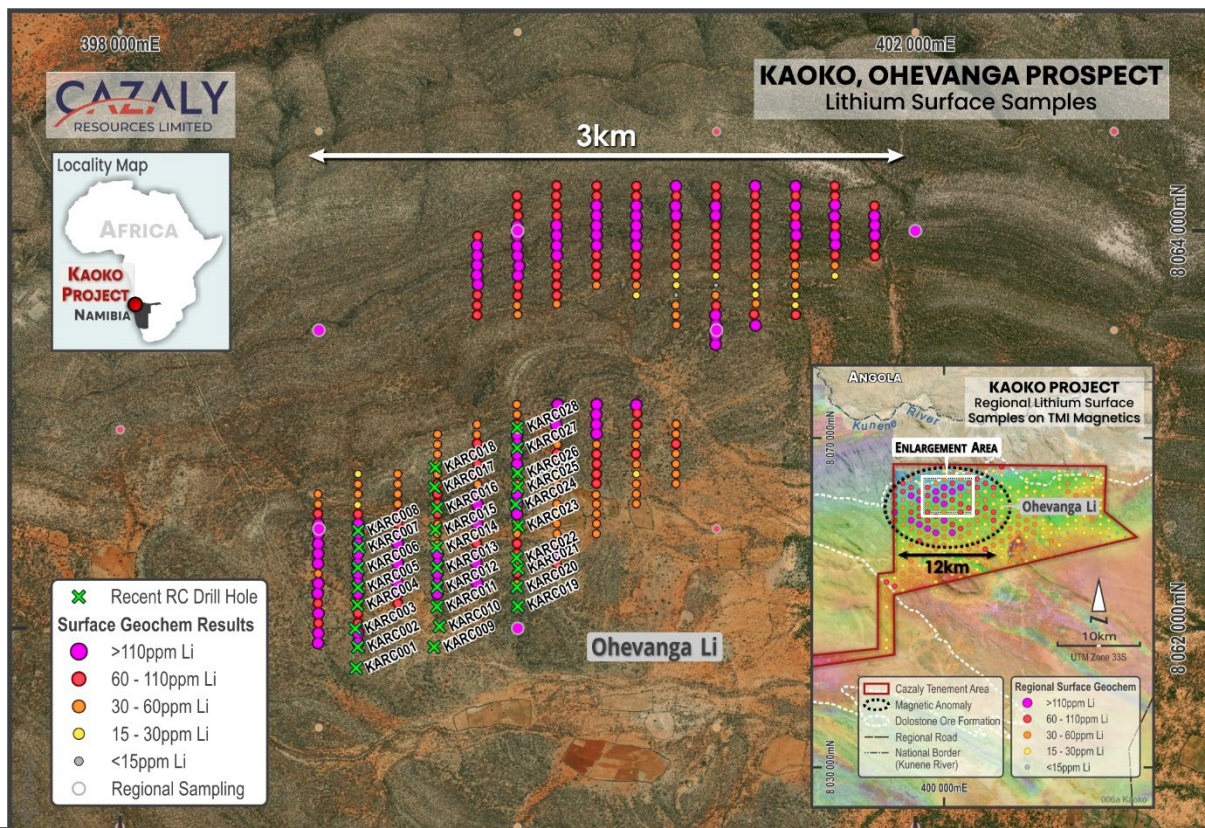 398 000mE
402 000mE
CAZALY
RESOURCES LIMITED
KAOKO, OHEVANGA PROSPECT
Lithium Surface Samples
3km
Locality Map
AFRICA
KAOKO
PROJECT
NAMIBIA
8 064 000mN
KARC028
KARC027
KARC026
KARC025
KARC024
KARC023
KARC022
KARC021
KARC020
KARC019
KARC018
KARC017
KARC016
KARC015
KARC014
KARC013
KARC012
KARC011
KARC010
KARC009
KARC008
KARC007
KARC006
KARC005
KARC004
KARC003
KARC002
KARC001
Ohevanga Li
8 062 000mN
Recent RC Drill Hole
Surface Geochem Results
>110ppm Li
60 - 110ppm Li
30 - 60ppm Li
15 - 30ppm Li
<15ppm Li
Regional Sampling
ANGOLA
Kunene River
KAOKO PROJECT
Regional Lithium Surface
Samples on TMI Magnetics
8 070 000mN
ENLARGEMENT AREA
Ohevanga Li
12km
10km
UTM Zone 33S
Cazaly Tenement Area
Magnetic Anomaly
Dolostone Ore Formation
Regional Road
National Border
(Kunene River)
Regional Surface Geochem
>110ppm Li
60 - 110ppm Li
30 - 60ppm Li
15 - 30ppm Li
<15ppm Li
8 030 000mN
400 000mE
006a Kaoko